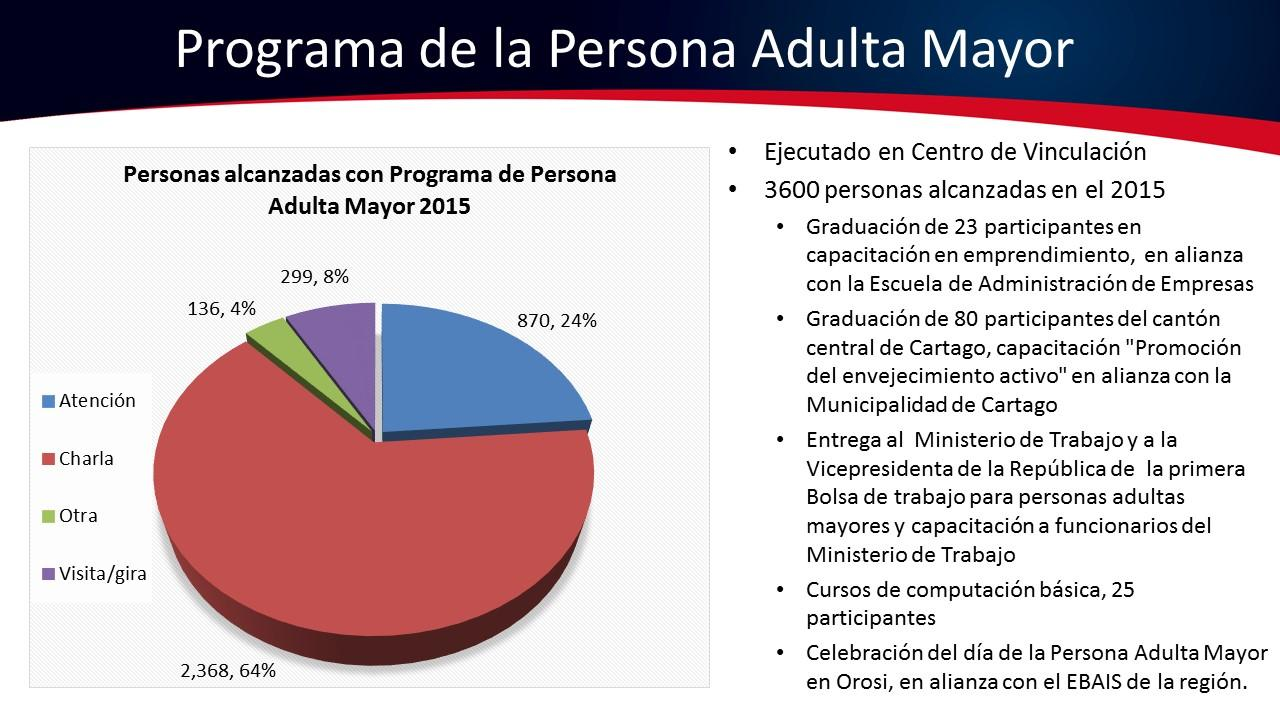 Programa de la Persona Adulta Mayor
Personas alcanzadas con Programa de Persona
Adulta Mayor 2015
299, 8%
136, 4%
870, 24%
Atención
Charla
Otra
Visita/gira
2,368, 64%
• Ejecutado en Centro de Vinculación
• 3600 personas alcanzadas en el 2015
• Graduación de 23 participantes en
capacitación en emprendimiento, en alianza
con la Escuela de Administración de Empresas
• Graduación de 80 participantes del cantón
central de Cartago, capacitación "Promoción
del envejecimiento activo" en alianza con la
Municipalidad de Cartago
• Entrega al Ministerio de Trabajo y a la
Vicepresidenta de la República de la primera
Bolsa de trabajo para personas adultas
mayores y capacitación a funcionarios del
Ministerio de Trabajo
• Cursos de computación básica, 25
participantes
• Celebración del día de la Persona Adulta Mayor
en Orosi, en alianza con el EBAIS de la región.